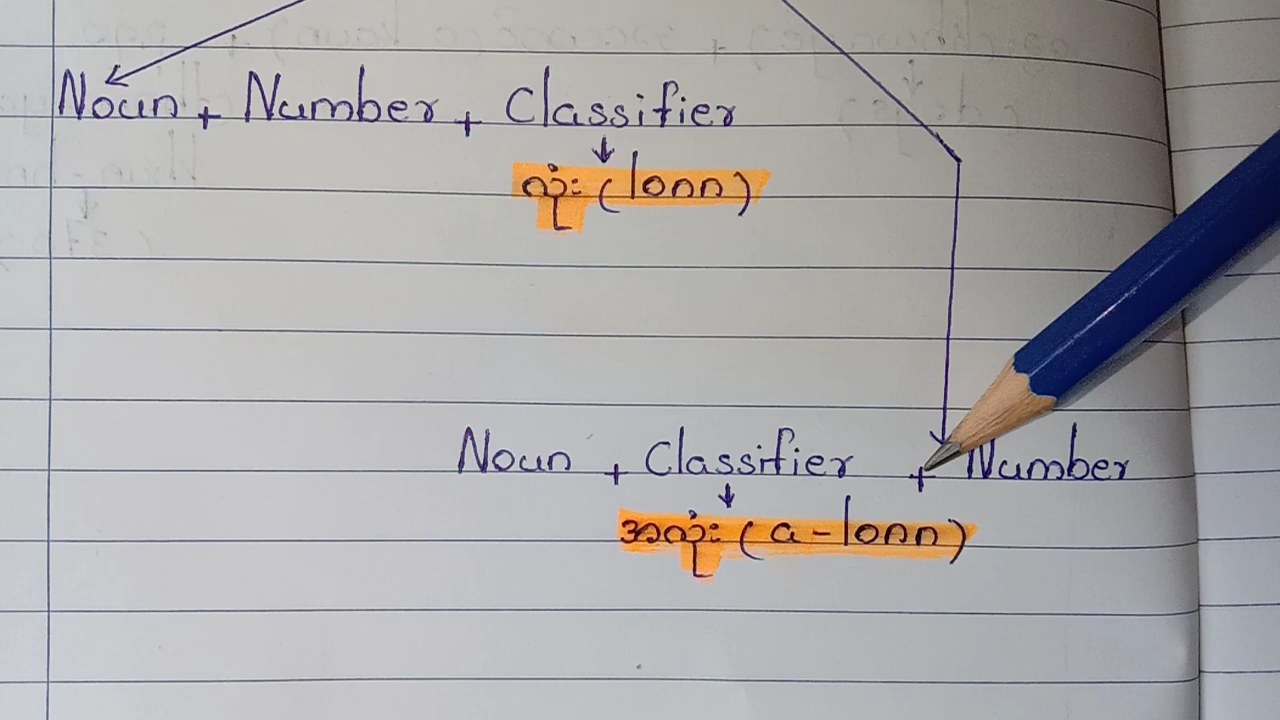 Noun + Number + Classifier
↓
လုံး (lonn)
Noun + Classifier + Number
↓
အလုံး (a-lonn)